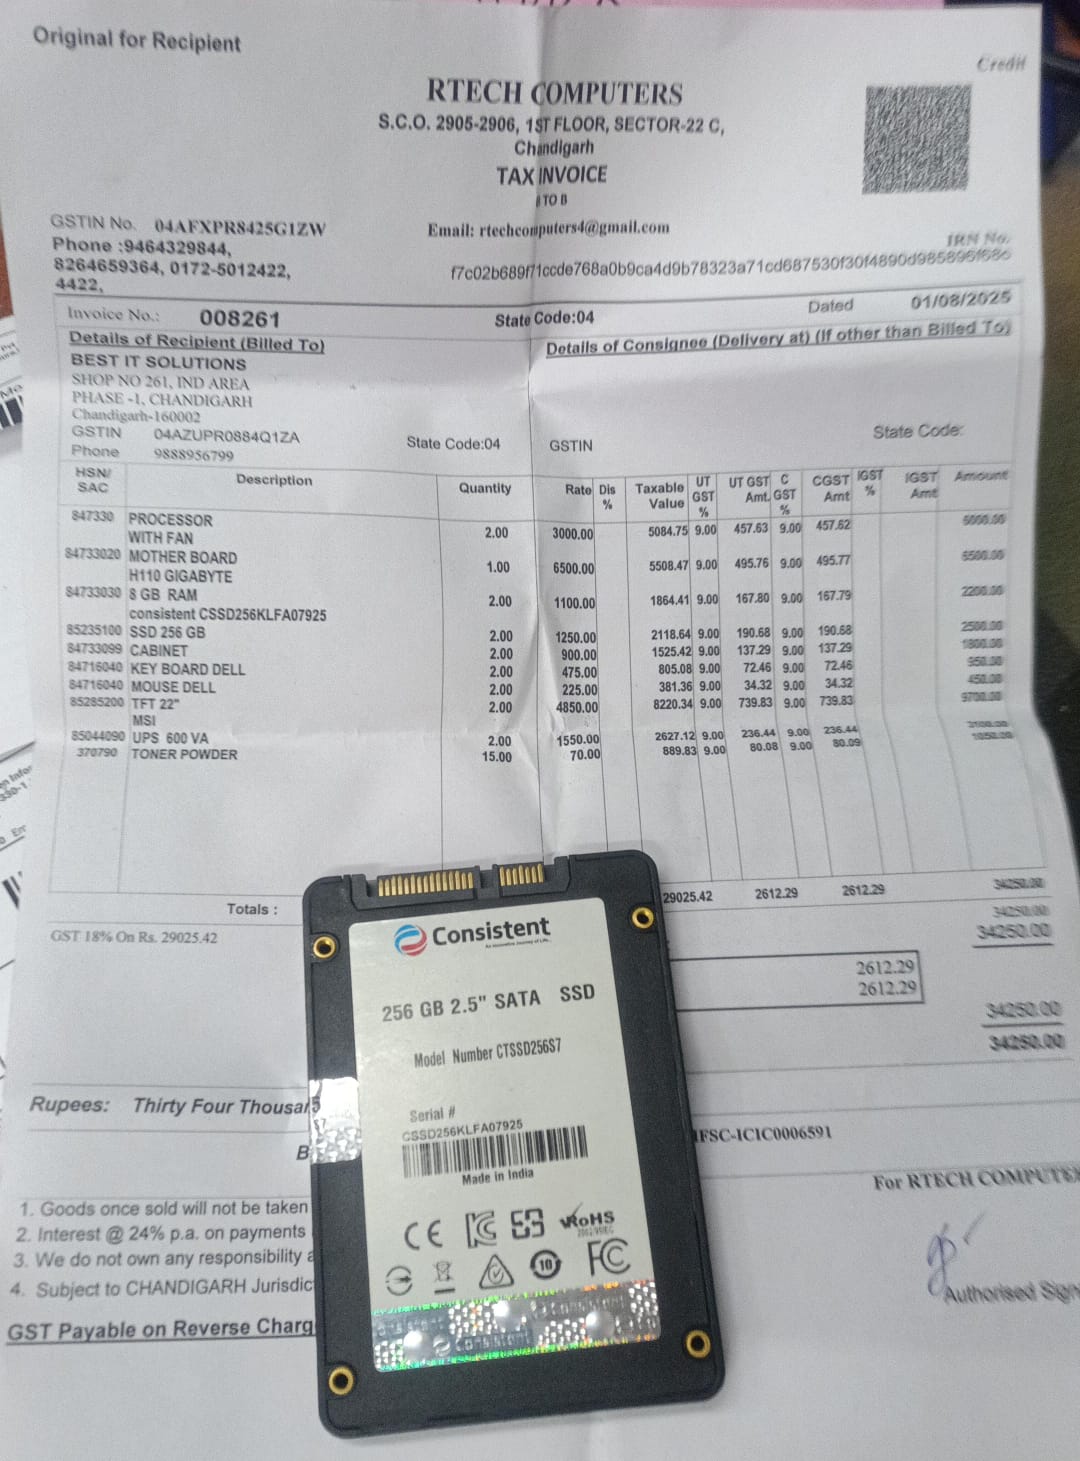 Original for Recipient
Credit
RTECH COMPUTERS
S.C.O. 2905-2906, 1ST FLOOR, SECTOR-22 C,
Chandigarh
TAX INVOICE
B TO B
GSTIN No. 04AFXPR8425G1ZW
Email: rtechcomputers4@gmail.com
Phone :9464329844,
8264659364, 0172-5012422,
4422,
IRN No.
f7c02b689f71ccde768a0b9ca4d9b78323a71cd687530f30f4890d985895f68c
Invoice No.: 008261 State Code:04 Dated 01/08/2025
Details of Recipient (Billed To) Details of Consignee (Delivery at) (If other than Billed To)
BEST IT SOLUTIONS
SHOP NO 261, IND AREA
PHASE -1, CHANDIGARH
Chandigarh-160002
GSTIN 04AZUPR0884Q1ZA State Code:04 GSTIN State Code:
Phone 9888956799
HSN/ SAC Description Quantity Rate Dis % Taxable Value UT GST % UT GST Amt. C GST % CGST Amt IGST % IGST Amt Amount
847330 PROCESSOR 2.00 3000.00 5084.75 9.00 457.63 9.00 457.62 6000.00
WITH FAN
84733020 MOTHER BOARD 1.00 6500.00 5508.47 9.00 495.76 9.00 495.77 6500.00
H110 GIGABYTE
84733030 8 GB RAM 2.00 1100.00 1864.41 9.00 167.80 9.00 167.79 2200.00
consistent CSSD256KLFA07925
85235100 SSD 256 GB 2.00 1250.00 2118.64 9.00 190.68 9.00 190.68 2500.00
84733099 CABINET 2.00 900.00 1525.42 9.00 137.29 9.00 137.29 1800.00
84716040 KEY BOARD DELL 2.00 475.00 805.08 9.00 72.46 9.00 72.46 950.00
84716040 MOUSE DELL 2.00 225.00 381.36 9.00 34.32 9.00 34.32 450.00
85285200 TFT 22" 2.00 4850.00 8220.34 9.00 739.83 9.00 739.83 9700.00
MSI
85044090 UPS 600 VA 2.00 1550.00 2627.12 9.00 236.44 9.00 236.44 3100.00
370790 TONER POWDER 15.00 70.00 889.83 9.00 80.08 9.00 80.09 1050.00
Totals : 29025.42 2612.29 2612.29 34250.00
34250.00
GST 18% On Rs. 29025.42 34250.00
2612.29
2612.29
34250.00
34250.00
Rupees: Thirty Four Thousan
B
IFSC-ICIC0006591
For RTECH COMPUTE
1. Goods once sold will not be taken
2. Interest @ 24% p.a. on payments
3. We do not own any responsibility a
4. Subject to CHANDIGARH Jurisdic
Authorised Sign
GST Payable on Reverse Charg
Consistent
An Innovative Journey of Life..
256 GB 2.5" SATA SSD
Model Number CTSSD256S7
Serial #
CSSD256KLFA07925
Made in India
CE
RoHS
10
FC
consistent